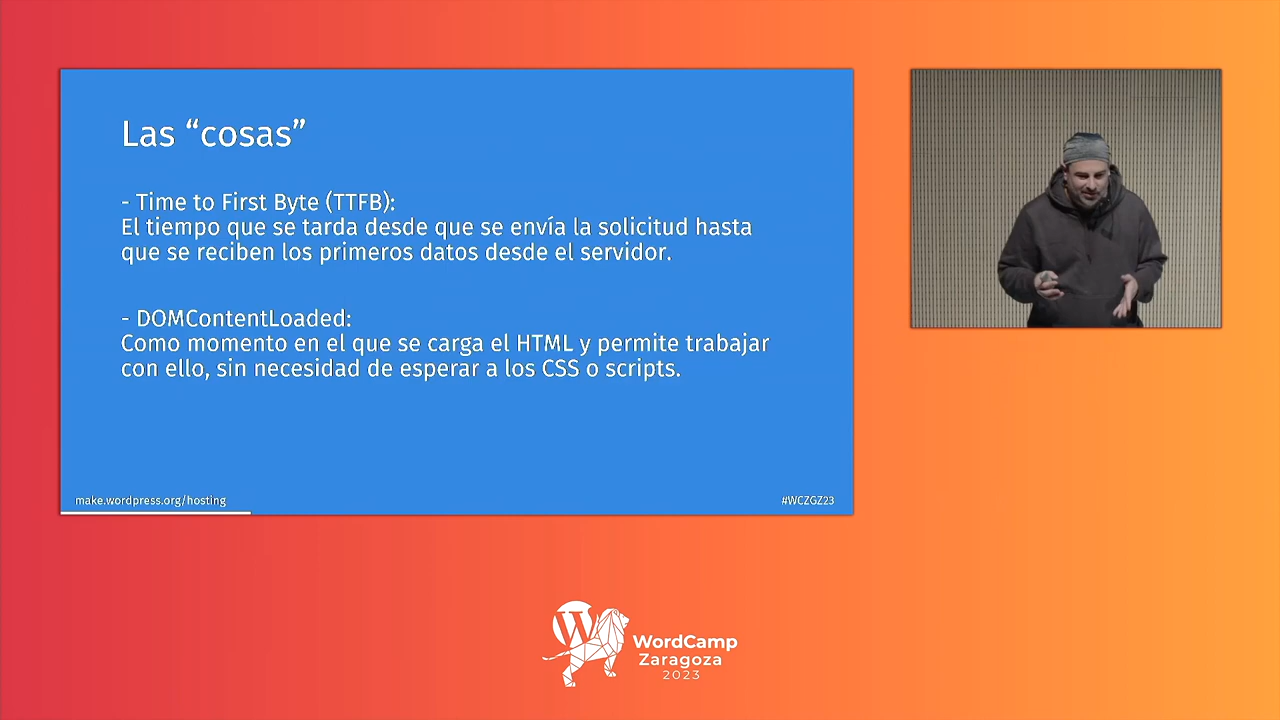 Las “cosas”
- Time to First Byte (TTFB):
El tiempo que se tarda desde que se envía la solicitud hasta
que se reciben los primeros datos desde el servidor.
- DOMContentLoaded:
Como momento en el que se carga el HTML y permite trabajar
con ello, sin necesidad de esperar a los CSS o scripts.
make.wordpress.org/hosting
#WCZGZ23
W
WordCamp
Zaragoza
2023